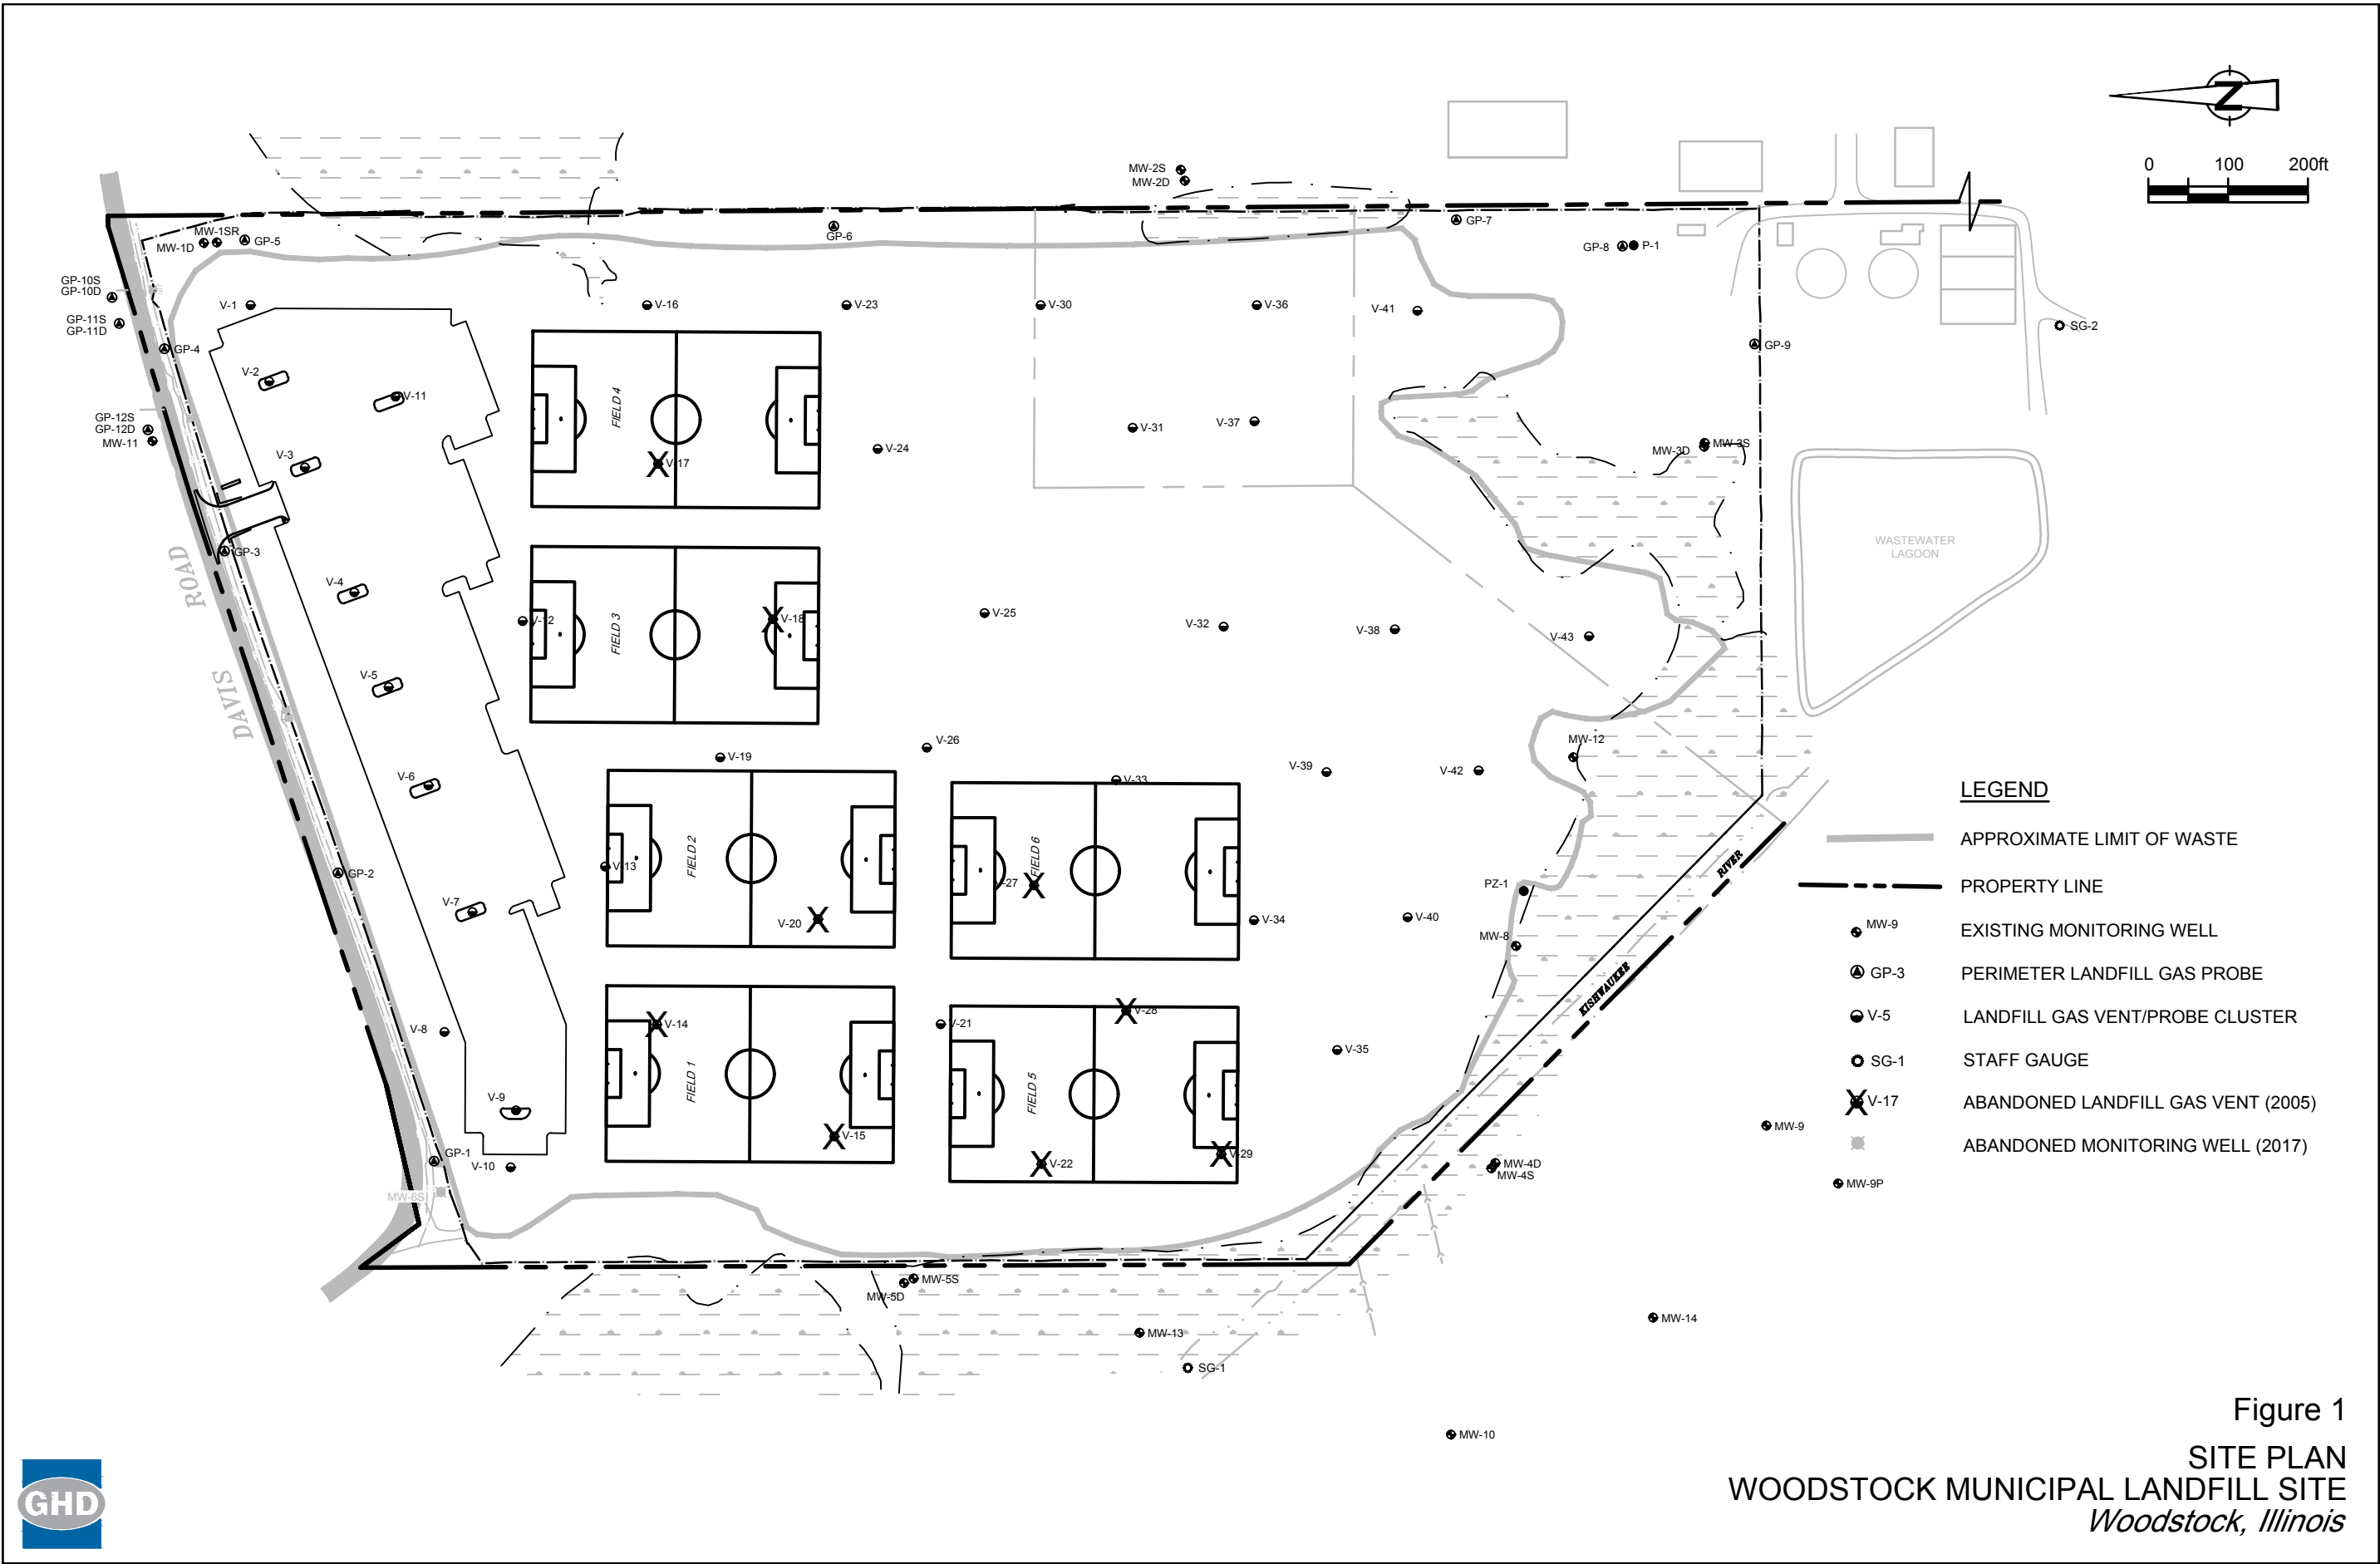 N
0 100 200ft
MW-2S
MW-2D
MW-1SR
MW-1D
GP-5
GP-6
GP-7
GP-8
P-1
GP-10S
GP-10D
GP-11S
GP-11D
GP-4
V-1
V-16
V-23
V-30
V-36
V-41
GP-9
SG-2
V-2
V-11
GP-12S
GP-12D
MW-11
V-3
FIELD 4
V-17
V-24
V-31
V-37
MW-3S
MW-3D
GP-3
DAVIS ROAD
V-4
V-12
FIELD 3
V-18
V-25
V-32
V-38
V-43
WASTEWATER
LAGOON
V-5
V-6
V-19
V-26
V-33
V-39
V-42
MW-12
GP-2
V-7
V-13
FIELD 2
V-20
V-27
FIELD 6
V-34
V-40
PZ-1
MW-8
KISHWAUKEE RIVER
V-8
V-14
FIELD 1
V-21
V-28
FIELD 5
V-35
V-9
V-15
V-22
V-29
GP-1
V-10
MW-6S
MW-4D
MW-4S
MW-9
MW-9P
MW-5S
MW-5D
MW-13
SG-1
MW-14
MW-10
LEGEND
APPROXIMATE LIMIT OF WASTE
PROPERTY LINE
MW-9 EXISTING MONITORING WELL
GP-3 PERIMETER LANDFILL GAS PROBE
V-5 LANDFILL GAS VENT/PROBE CLUSTER
SG-1 STAFF GAUGE
V-17 ABANDONED LANDFILL GAS VENT (2005)
ABANDONED MONITORING WELL (2017)
Figure 1
SITE PLAN
WOODSTOCK MUNICIPAL LANDFILL SITE
Woodstock, Illinois
GHD